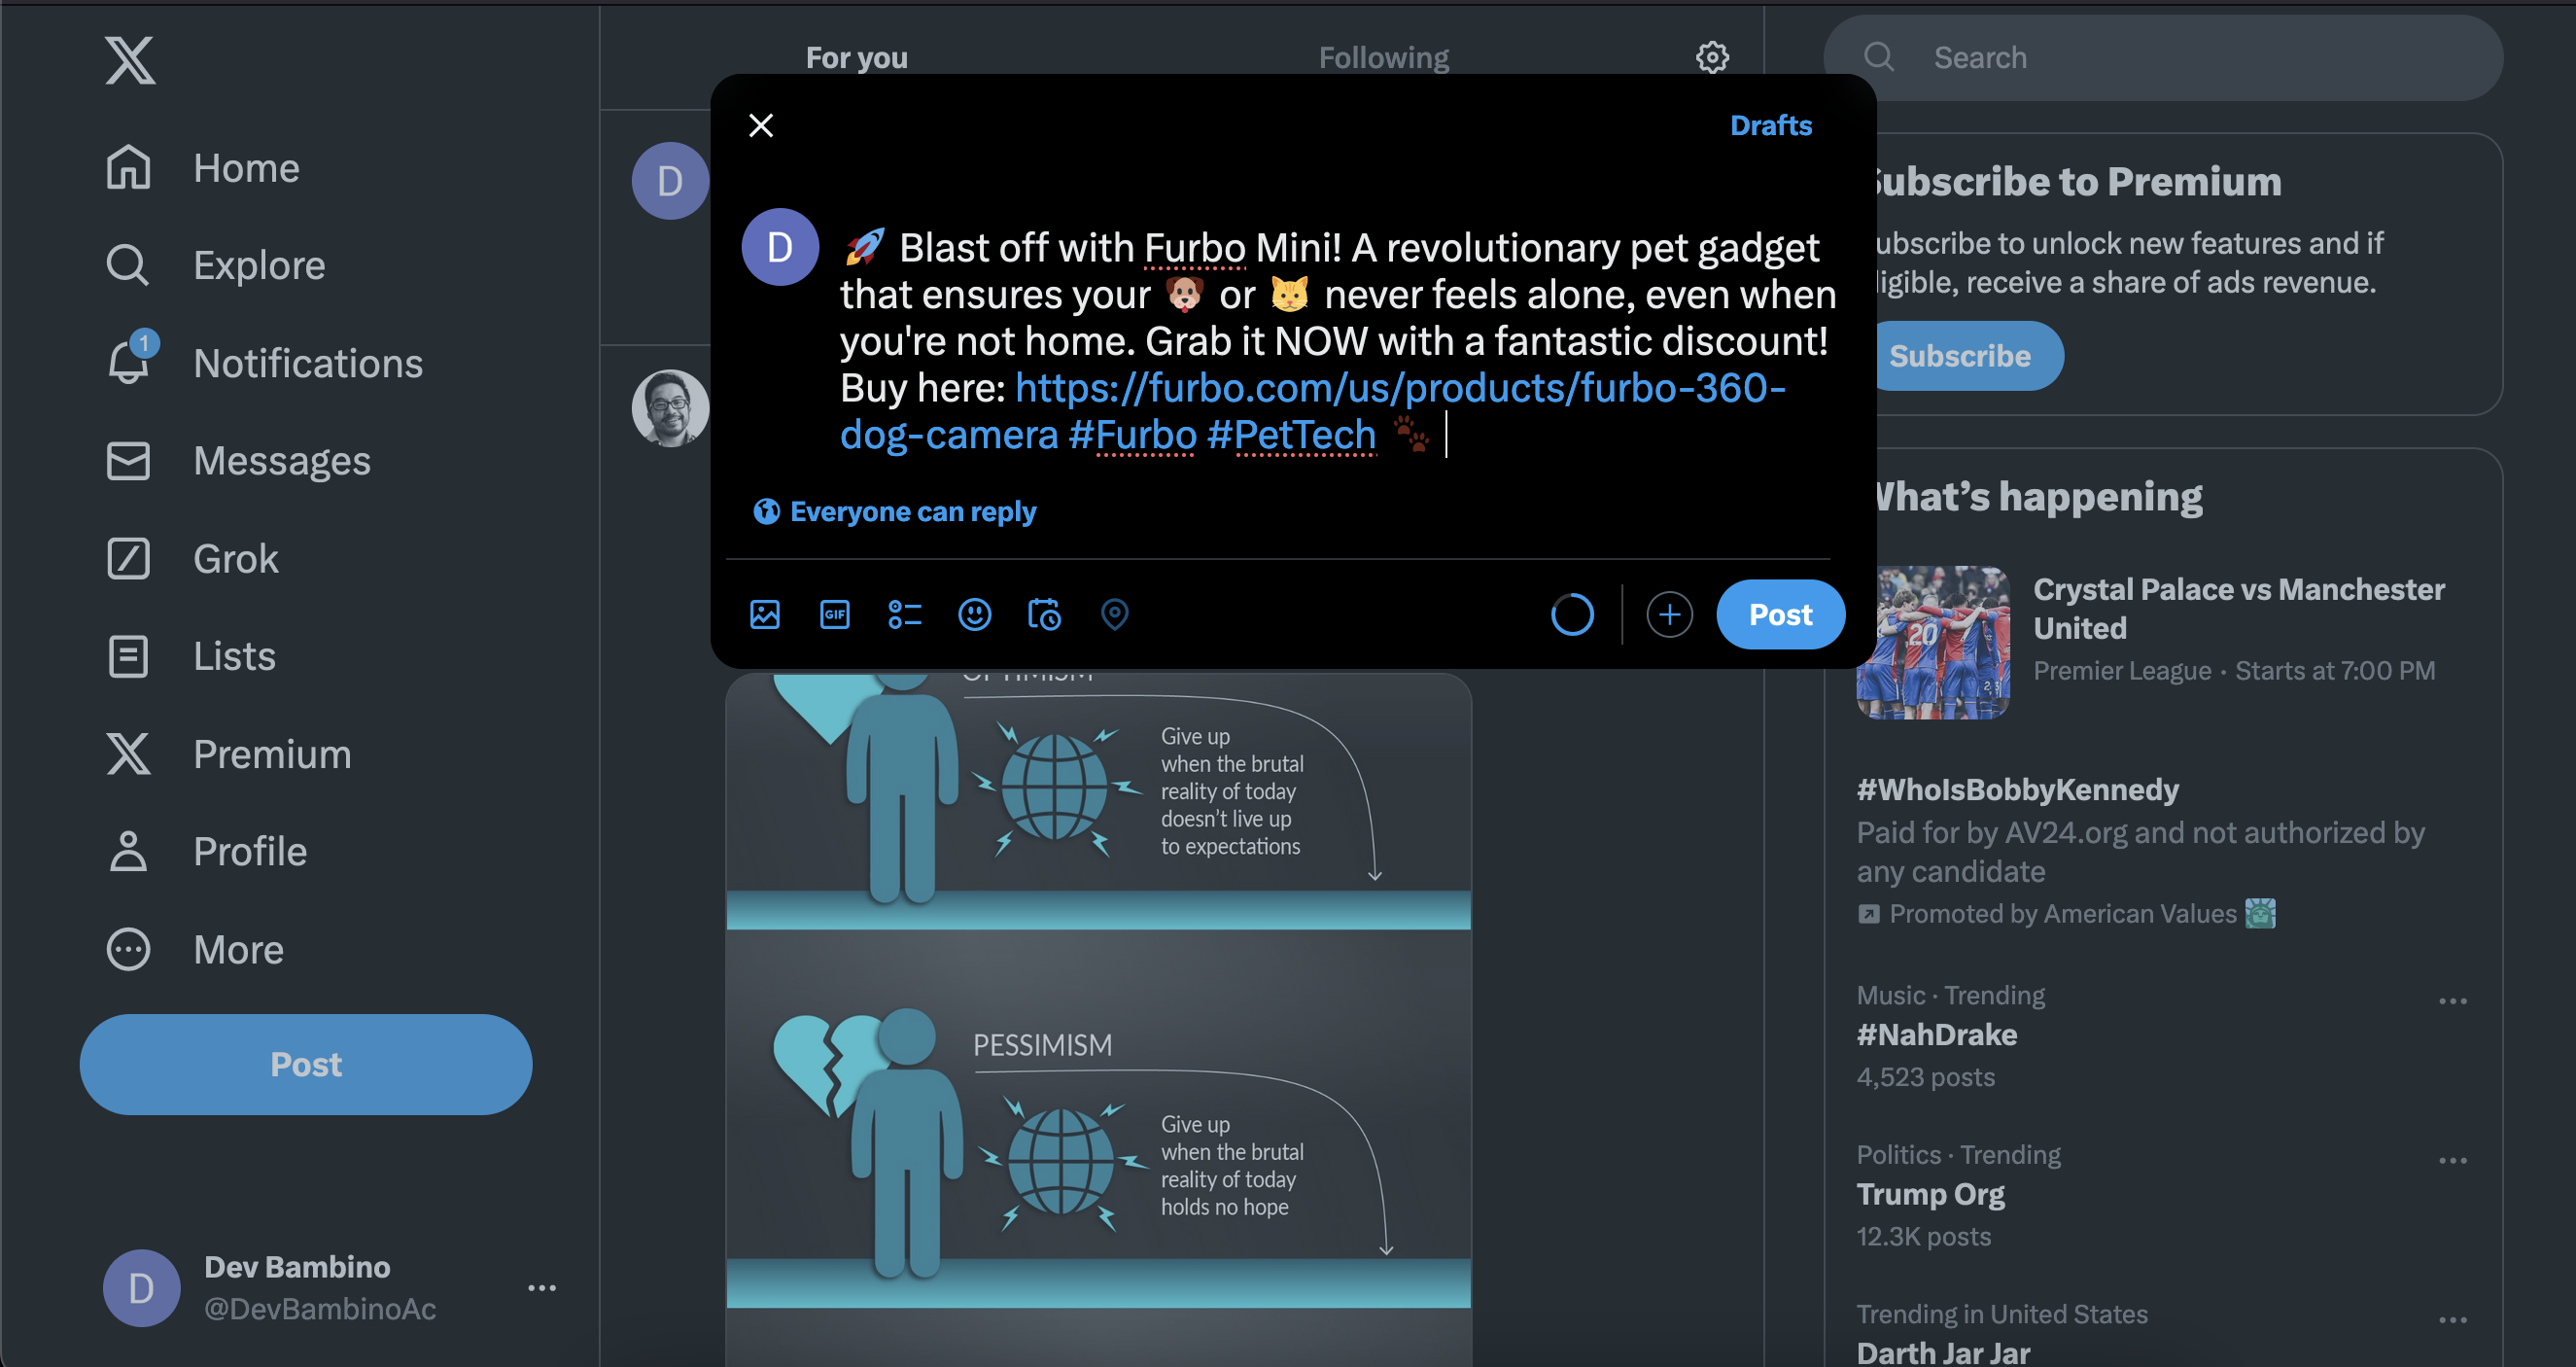 Home
Explore
1
Notifications
Messages
Grok
Lists
Premium
Profile
More
Post
D
Dev Bambino
@DevBambinoAc
For you
Following
D
Drafts
D
🚀 Blast off with Furbo Mini! A revolutionary pet gadget
that ensures your 🐶 or 🐱 never feels alone, even when
you're not home. Grab it NOW with a fantastic discount!
Buy here: https://furbo.com/us/products/furbo-360-
dog-camera #Furbo #PetTech 🐾
Everyone can reply
GIF
Post
OPTIMISM
Give up
when the brutal
reality of today
doesn't live up
to expectations
PESSIMISM
Give up
when the brutal
reality of today
holds no hope
Search
Subscribe to Premium
ubscribe to unlock new features and if
ligible, receive a share of ads revenue.
Subscribe
What's happening
20
Crystal Palace vs Manchester
United
Premier League · Starts at 7:00 PM
#WhoIsBobbyKennedy
Paid for by AV24.org and not authorized by
any candidate
Promoted by American Values
Music · Trending
#NahDrake
4,523 posts
Politics · Trending
Trump Org
12.3K posts
Trending in United States
Darth Jar Jar